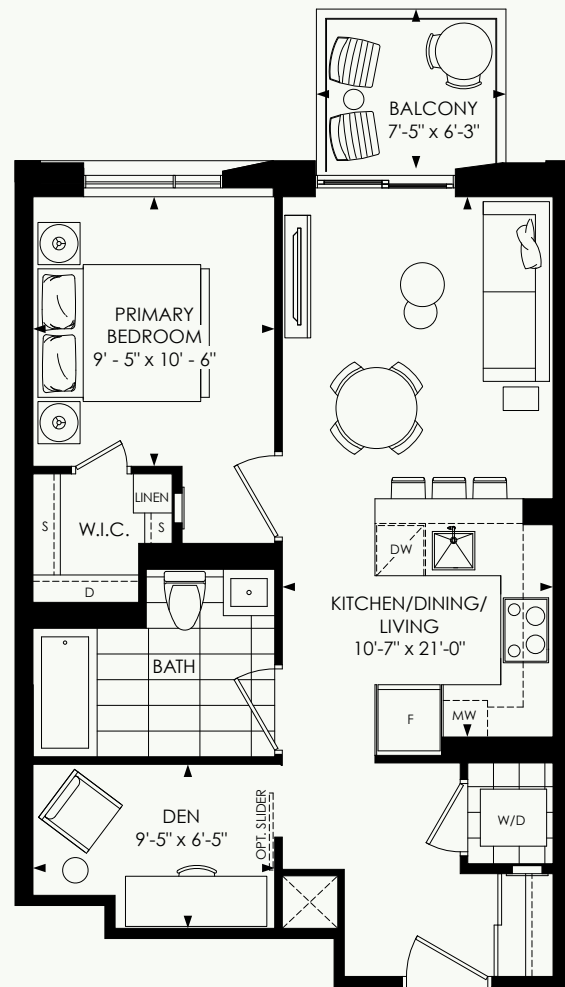 BALCONY
7'-5" x 6'-3"
PRIMARY
BEDROOM
9' - 5" x 10' - 6"
LINEN
S
W.I.C.
S
D
DW
KITCHEN/DINING/
LIVING
10'-7" x 21'-0"
BATH
F
MW
DEN
9'-5" x 6'-5"
OPT. SLIDER
W/D